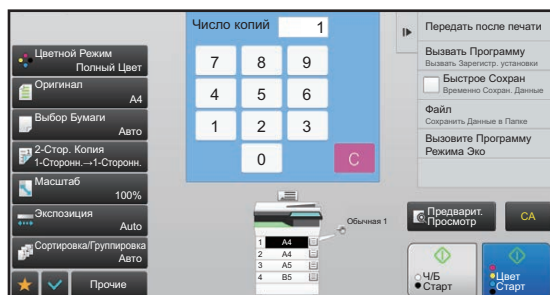 Число копий 1
7 8 9
4 5 6
1 2 3
0 C
Цветной Режим
Полный Цвет
Оригинал
A4
Выбор Бумаги
Авто
2-Стор. Копия
1-Сторонн.→1-Сторонн.
Масштаб
100%
Экспозиция
Auto
Сортировка/Группировка
Авто
Прочие
Обычная 1
1 A4
2 A4
3 A5
4 B5
Передать после печати
Вызвать Программу
Вызвать Зарегистр. установки
Быстрое Сохран
Временно Сохран. Данные
Файл
Сохранить Данные в Папке
Вызовите Программу
Режима Эко
Предварит.
Просмотр
CA
Ч/Б
Старт
Цвет
Старт